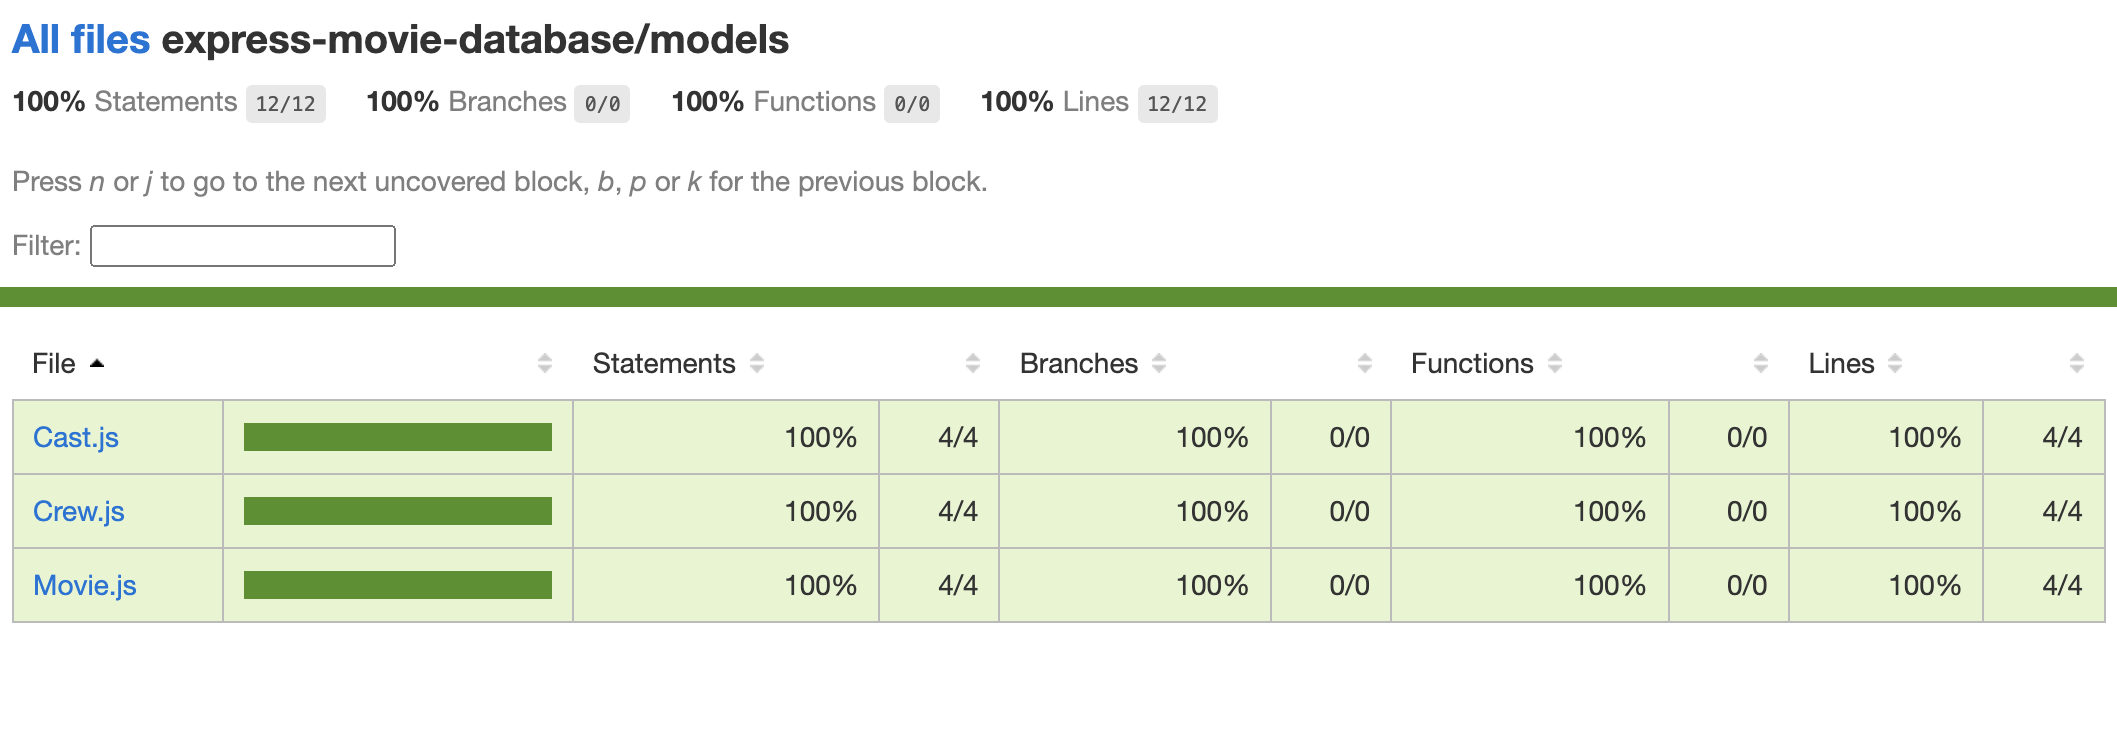 All files express-movie-database/models
100% Statements 12/12 100% Branches 0/0 100% Functions 0/0 100% Lines 12/12
Press n or j to go to the next uncovered block, b, p or k for the previous block.
Filter:
File Statements Branches Functions Lines
Cast.js 100% 4/4 100% 0/0 100% 0/0 100% 4/4
Crew.js 100% 4/4 100% 0/0 100% 0/0 100% 4/4
Movie.js 100% 4/4 100% 0/0 100% 0/0 100% 4/4